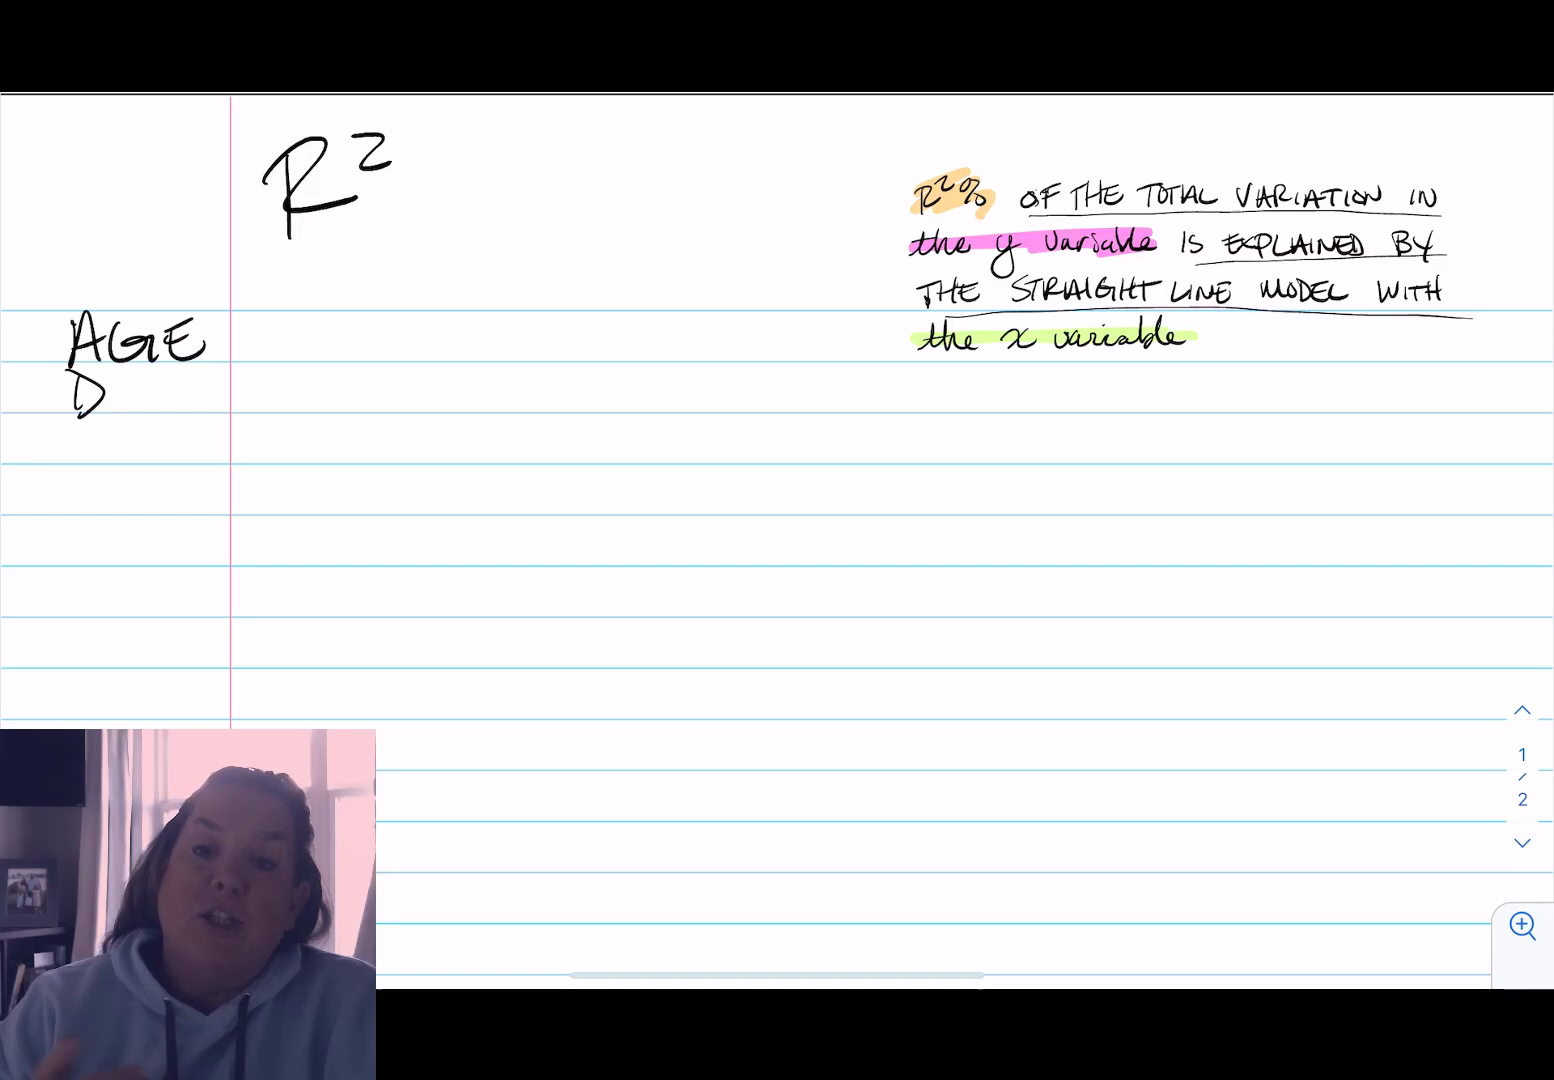 R²
R²% OF THE TOTAL VARIATION IN
the y variable IS EXPLAINED BY
THE STRAIGHT LINE MODEL WITH
the x variable
AGE
D
1
/
2